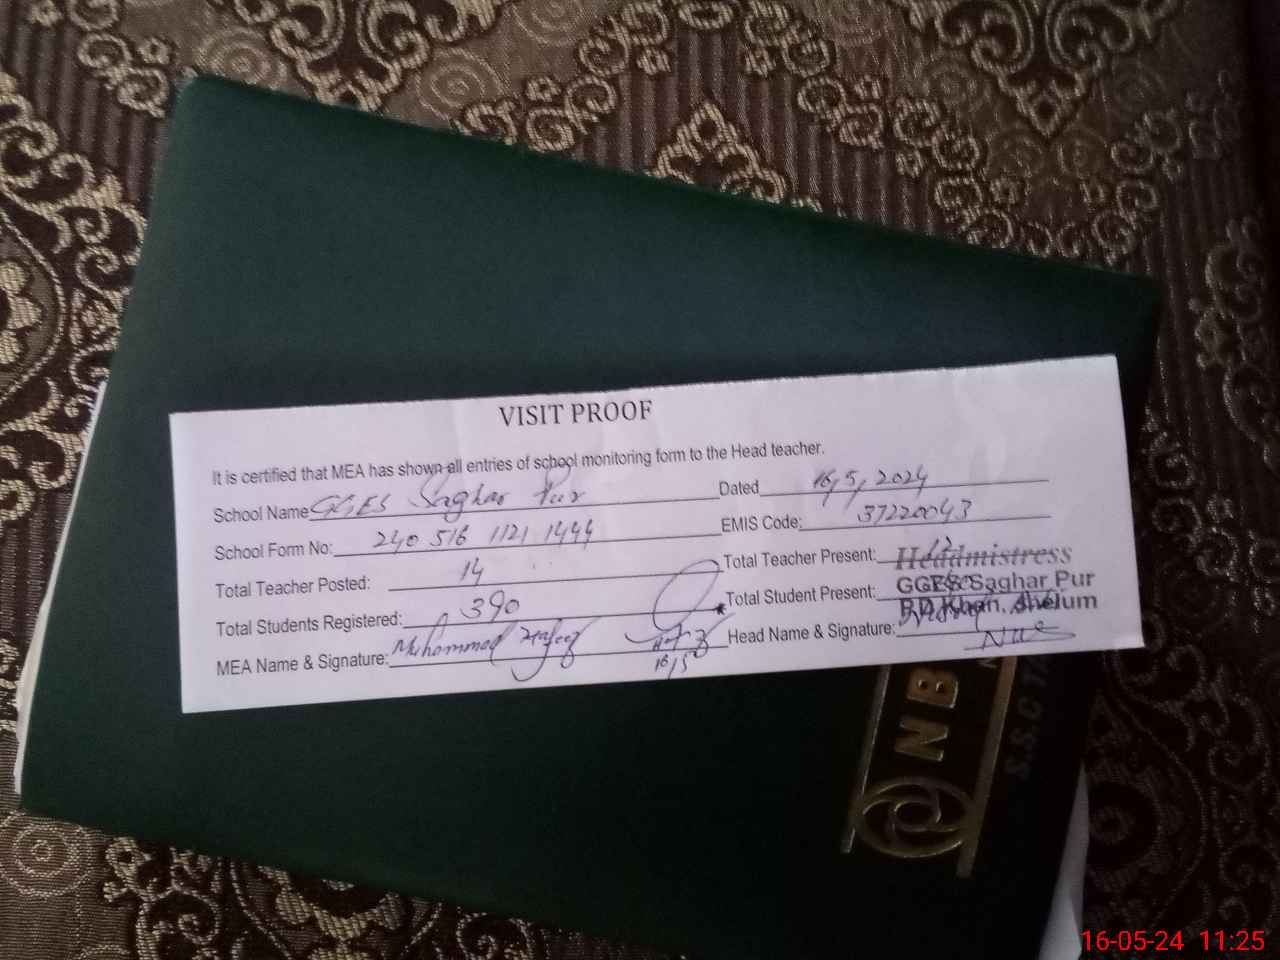 VISIT PROOF
It is certified that MEA has shown all entries of school monitoring form to the Head teacher.
School Name GGES Saghar Pur Dated 16,5,2024
School Form No: 240 516 1121 1444 EMIS Code: 37220043
Total Teacher Posted: 14 Total Teacher Present: 12
Headmistress
Total Students Registered: 390 Total Student Present:
GGES Saghar Pur
P.D. Khan, Jhelum
MEA Name & Signature: Muhammad Head Name & Signature:
16/5
NB
S.S.C
16-05-24 11:25